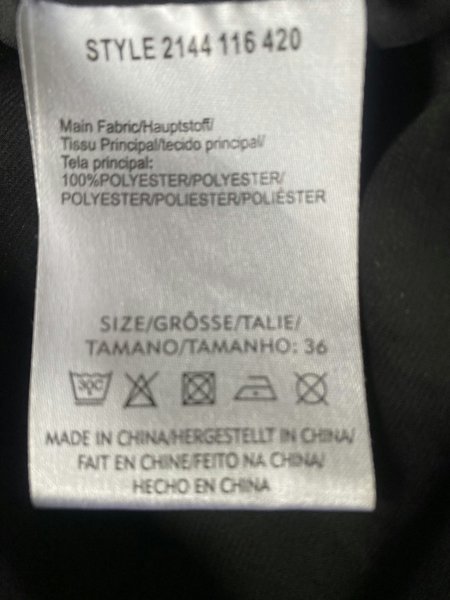 STYLE 2144 116 420
Main Fabric/Hauptstoff/
Tissu Principal/tecido principal/
Tela principal:
100%POLYESTER/POLYESTER/
POLYESTER/POLIESTER/POLIÉSTER
SIZE/GRÖSSE/TALIE/
TAMANO/TAMANHO: 36
30C
MADE IN CHINA/HERGESTELLT IN CHINA/
FAIT EN CHINE/FEITO NA CHINA/
HECHO EN CHINA